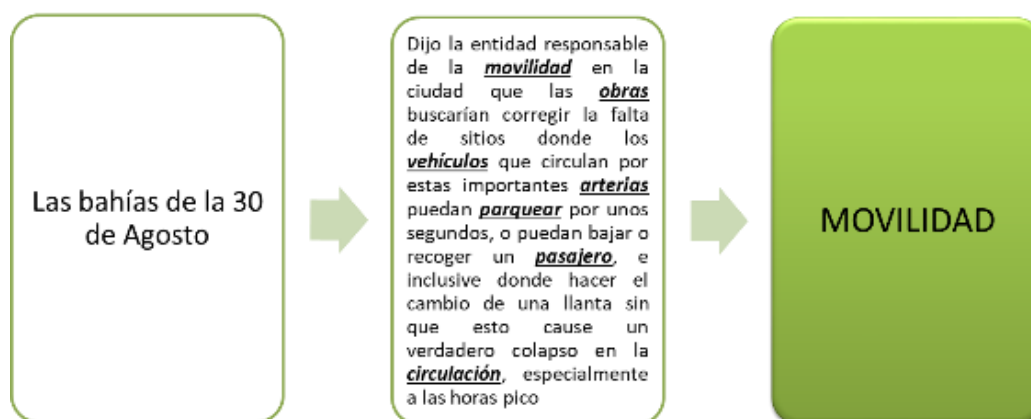 Las bahías de la 30
de Agosto
Dijo la entidad responsable
de la movilidad en la
ciudad que las obras
buscarían corregir la falta
de sitios donde los
vehículos que circulan por
estas importantes arterias
puedan parquear por unos
segundos, o puedan bajar o
recoger un pasajero, e
inclusive donde hacer el
cambio de una llanta sin
que esto cause un
verdadero colapso en la
circulación, especialmente
a las horas pico
MOVILIDAD